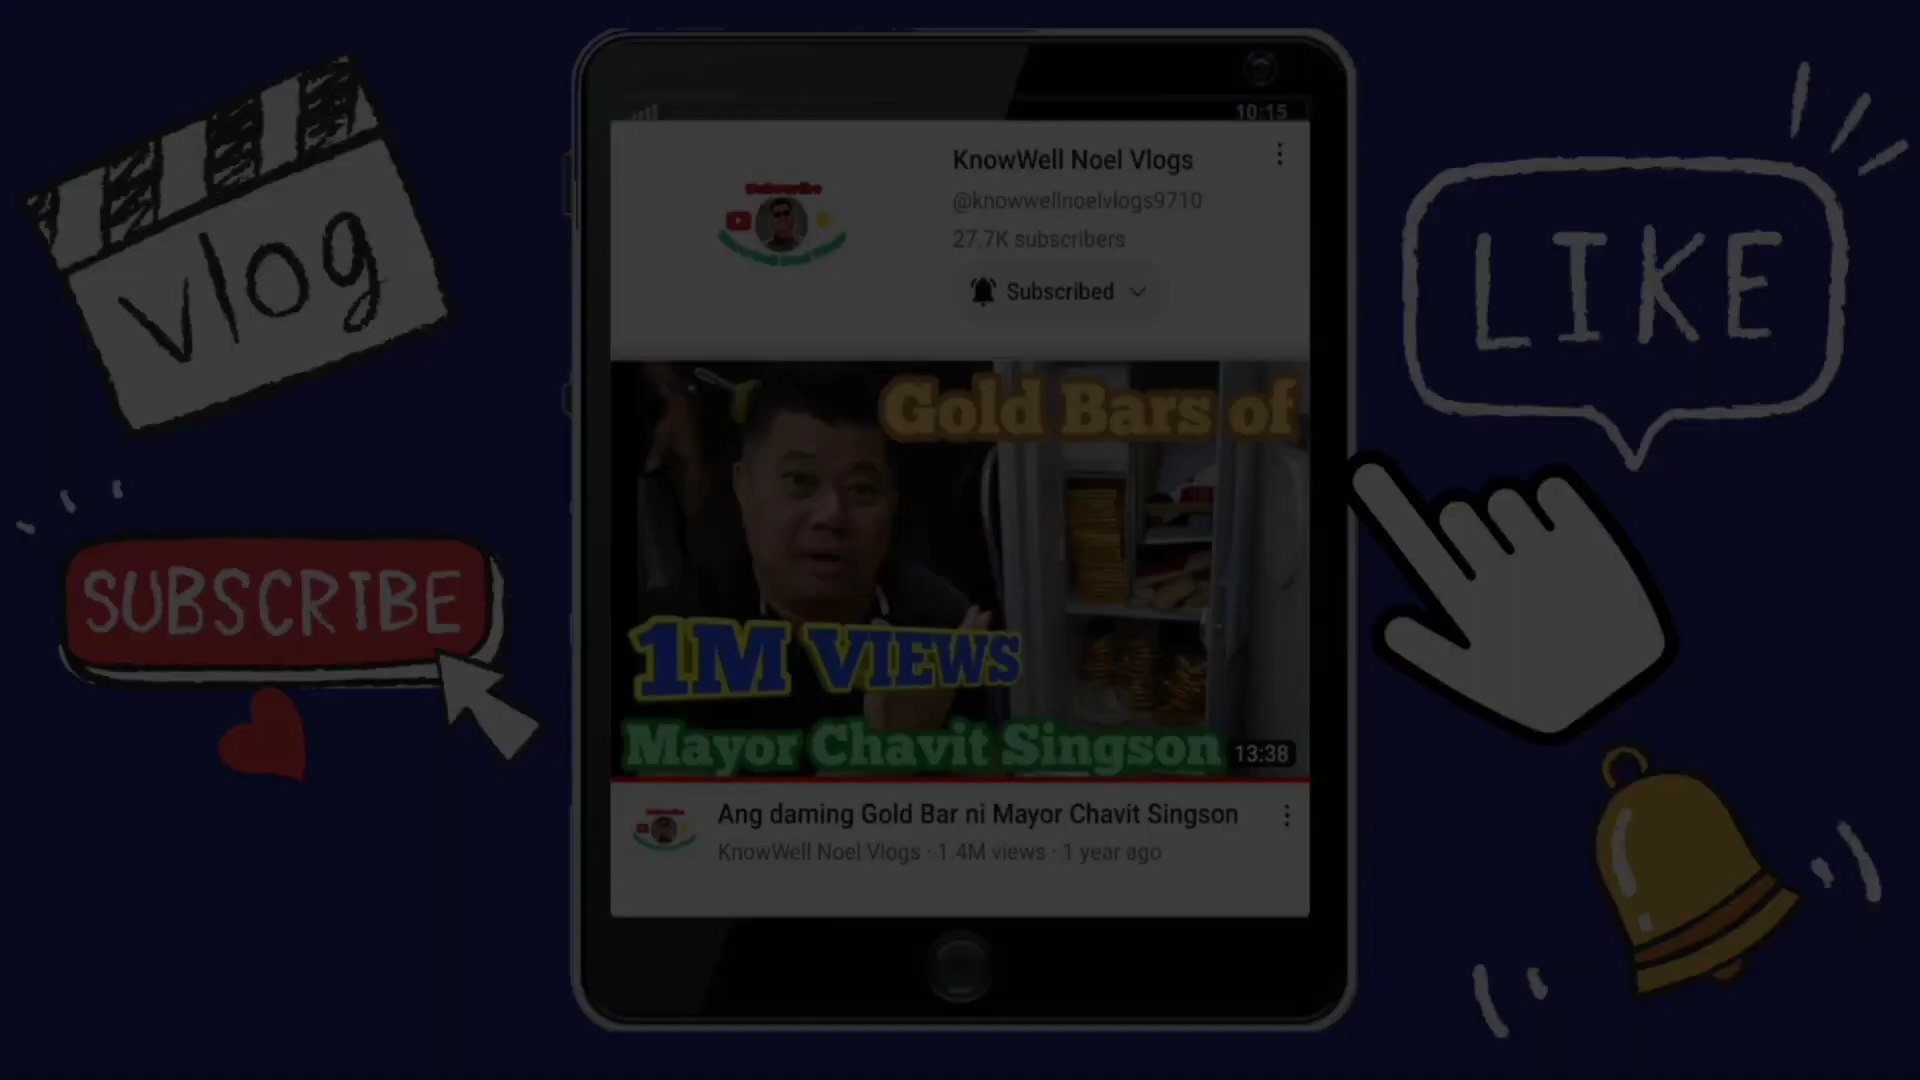 vlog
10:15
KnowWell Noel Vlogs
@knowwellnoelvlogs9710
27.7K subscribers
Subscribed
Subscribe
LIKE
Gold Bars of
1M VIEWS
Mayor Chavit Singson
13:38
SUBSCRIBE
Ang daming Gold Bar ni Mayor Chavit Singson
KnowWell Noel Vlogs · 1.4M views · 1 year ago